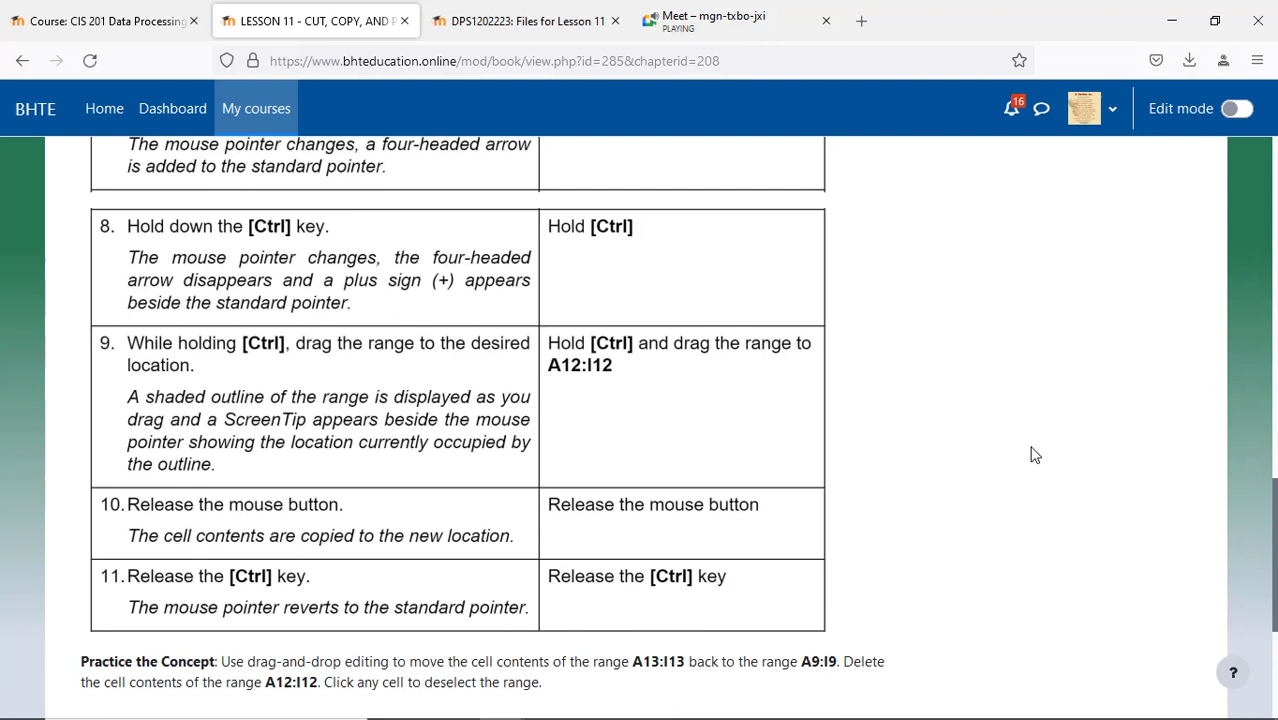 Course: CIS 201 Data Processing
LESSON 11 - CUT, COPY, AND P
DPS1202223: Files for Lesson 11
Meet – mgn-txbo-jxi
PLAYING
https://www.bhteducation.online/mod/book/view.php?id=285&chapterid=208
BHTE
Home
Dashboard
My courses
16
Edit mode
The mouse pointer changes, a four-headed arrow
is added to the standard pointer.
8. Hold down the [Ctrl] key.
Hold [Ctrl]
The mouse pointer changes, the four-headed
arrow disappears and a plus sign (+) appears
beside the standard pointer.
9. While holding [Ctrl], drag the range to the desired
location.
Hold [Ctrl] and drag the range to
A12:I12
A shaded outline of the range is displayed as you
drag and a ScreenTip appears beside the mouse
pointer showing the location currently occupied by
the outline.
10. Release the mouse button.
Release the mouse button
The cell contents are copied to the new location.
11. Release the [Ctrl] key.
Release the [Ctrl] key
The mouse pointer reverts to the standard pointer.
Practice the Concept: Use drag-and-drop editing to move the cell contents of the range A13:I13 back to the range A9:I9. Delete
the cell contents of the range A12:I12. Click any cell to deselect the range.
?